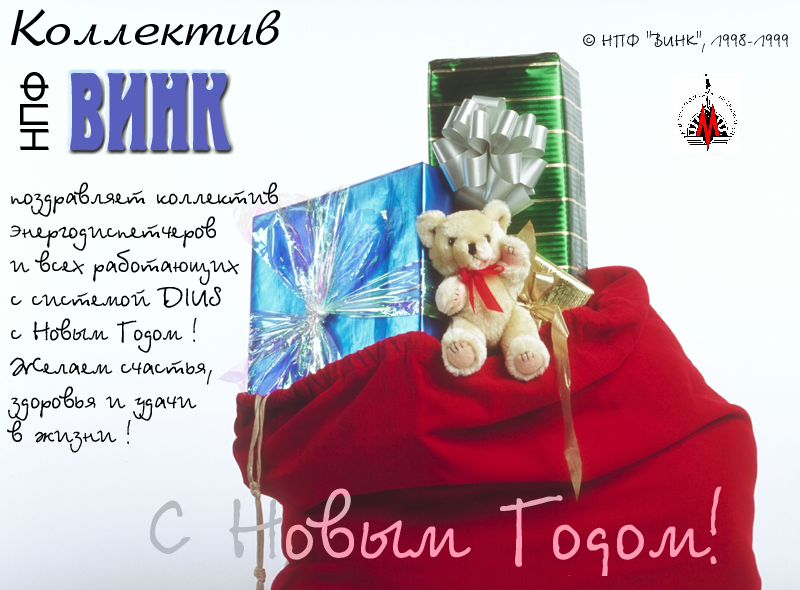 Коллектив
НПФ ВИНК
© НПФ "ВИНК", 1998-1999
М
поздравляет коллектив
энергодиспетчеров
и всех работающих
с системой DIUS
с Новым Годом !
Желаем счастья,
здоровья и удачи
в жизни !
С Новым Годом!